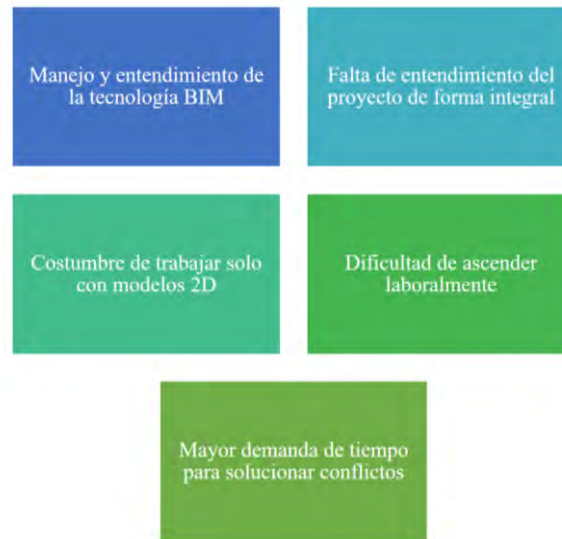 Manejo y entendimiento de
la tecnología BIM
Falta de entendimiento del
proyecto de forma integral
Costumbre de trabajar solo
con modelos 2D
Dificultad de ascender
laboralmente
Mayor demanda de tiempo
para solucionar conflictos